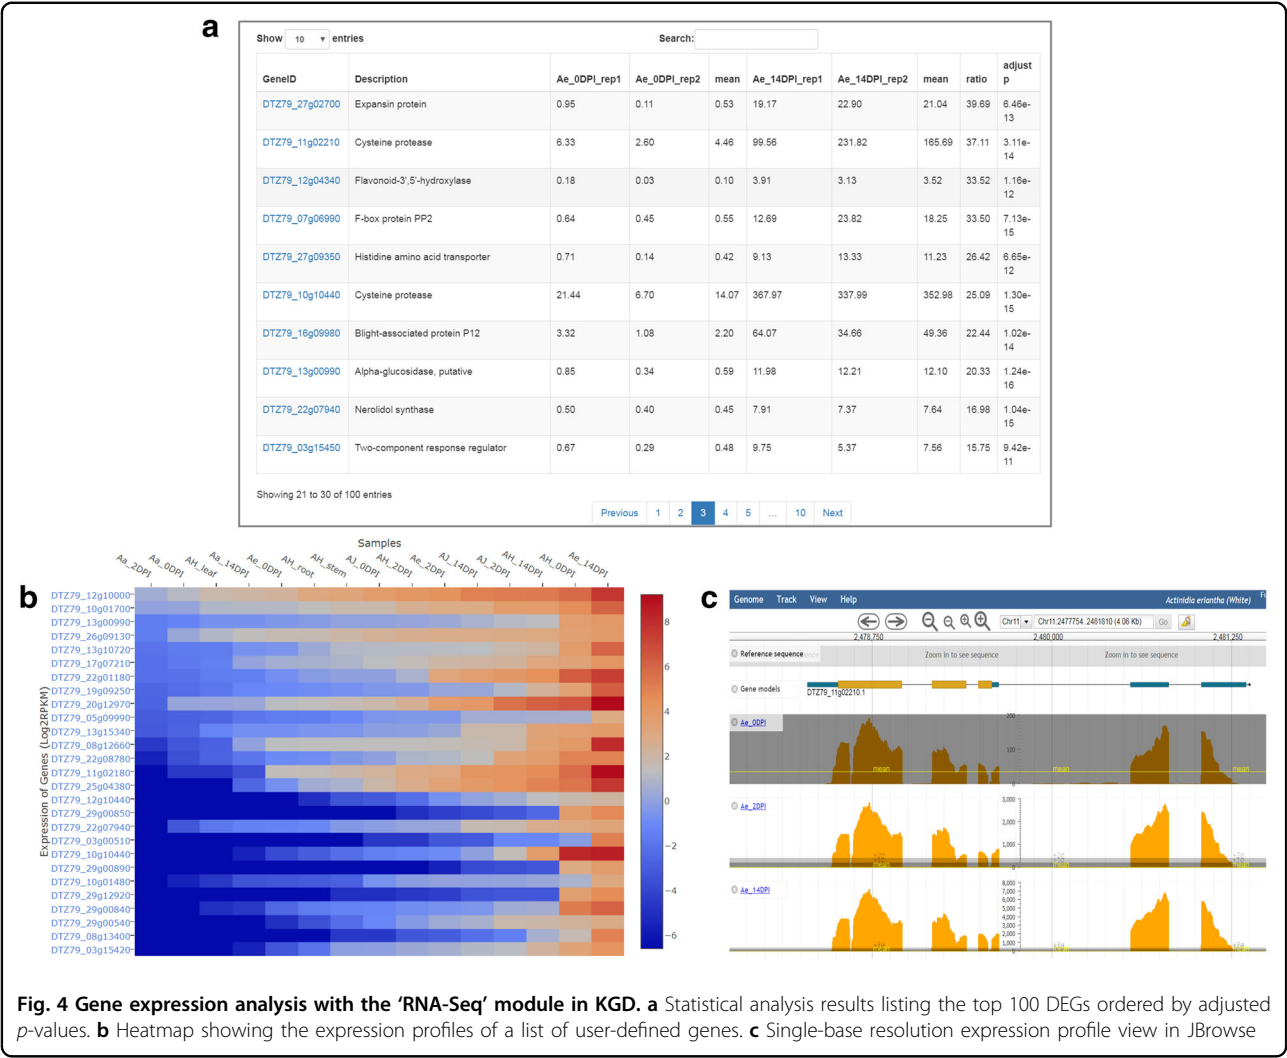 a
Show 10 entries Search:
GeneID Description Ae_0DPI_rep1 Ae_0DPI_rep2 mean Ae_14DPI_rep1 Ae_14DPI_rep2 mean ratio adjust p
DTZ79_27g02700 Expansin protein 0.95 0.11 0.53 19.17 22.90 21.04 39.69 6.46e-13
DTZ79_11g02210 Cysteine protease 6.33 2.60 4.46 99.56 231.82 165.69 37.11 3.11e-14
DTZ79_12g04340 Flavonoid-3',5'-hydroxylase 0.18 0.03 0.10 3.91 3.13 3.52 33.52 1.16e-12
DTZ79_07g06990 F-box protein PP2 0.64 0.45 0.55 12.69 23.82 18.25 33.50 7.13e-15
DTZ79_27g09350 Histidine amino acid transporter 0.71 0.14 0.42 9.13 13.33 11.23 26.42 6.65e-12
DTZ79_10g10440 Cysteine protease 21.44 6.70 14.07 367.97 337.99 352.98 25.09 1.30e-15
DTZ79_16g09980 Blight-associated protein P12 3.32 1.08 2.20 64.07 34.66 49.36 22.44 1.02e-14
DTZ79_13g00990 Alpha-glucosidase, putative 0.85 0.34 0.59 11.98 12.21 12.10 20.33 1.24e-16
DTZ79_22g07940 Nerolidol synthase 0.50 0.40 0.45 7.91 7.37 7.64 16.98 1.04e-15
DTZ79_03g15450 Two-component response regulator 0.67 0.29 0.48 9.75 5.37 7.56 15.75 9.42e-11
Showing 21 to 30 of 100 entries
Previous 1 2 3 4 5 ... 10 Next
b
Samples
Aa_2DPI Aa_0DPI AH_leaf Aa_14DPI Ae_0DPI AH_root AH_stem AJ_0DPI AH_2DPI Ae_2DPI AJ_14DPI AJ_2DPI AH_14DPI AH_0DPI Ae_14DPI
Expression of Genes (Log2RPKM)
DTZ79_12g10000
DTZ79_10g01700
DTZ79_13g00990
DTZ79_26g09130
DTZ79_13g10720
DTZ79_17g07210
DTZ79_22g01180
DTZ79_19g09250
DTZ79_20g12970
DTZ79_05g09990
DTZ79_13g15340
DTZ79_08g12660
DTZ79_22g08780
DTZ79_11g02180
DTZ79_25g04380
DTZ79_12g10440
DTZ79_29g00850
DTZ79_22g07940
DTZ79_03g00510
DTZ79_10g10440
DTZ79_29g00890
DTZ79_10g01480
DTZ79_29g12920
DTZ79_29g00840
DTZ79_29g00540
DTZ79_08g13400
DTZ79_03g15420
8
6
4
2
0
−2
−4
−6
c
Genome Track View Help Actinidia eriantha (White)
Chr11 Chr11:2477754..2481810 (4.06 Kb) Go
2,478,750 2,480,000 2,481,250
Reference sequence Zoom in to see sequence Zoom in to see sequence
Gene models
DTZ79_11g02210.1
Ae_0DPI
200
100
0
mean mean mean
Ae_2DPI
3,000
2,000
1,000
0
mean mean mean
Ae_14DPI
8,000
7,000
6,000
5,000
4,000
3,000
2,000
1,000
0
mean mean mean
Fig. 4 Gene expression analysis with the ‘RNA-Seq’ module in KGD. a Statistical analysis results listing the top 100 DEGs ordered by adjusted
p-values. b Heatmap showing the expression profiles of a list of user-defined genes. c Single-base resolution expression profile view in JBrowse